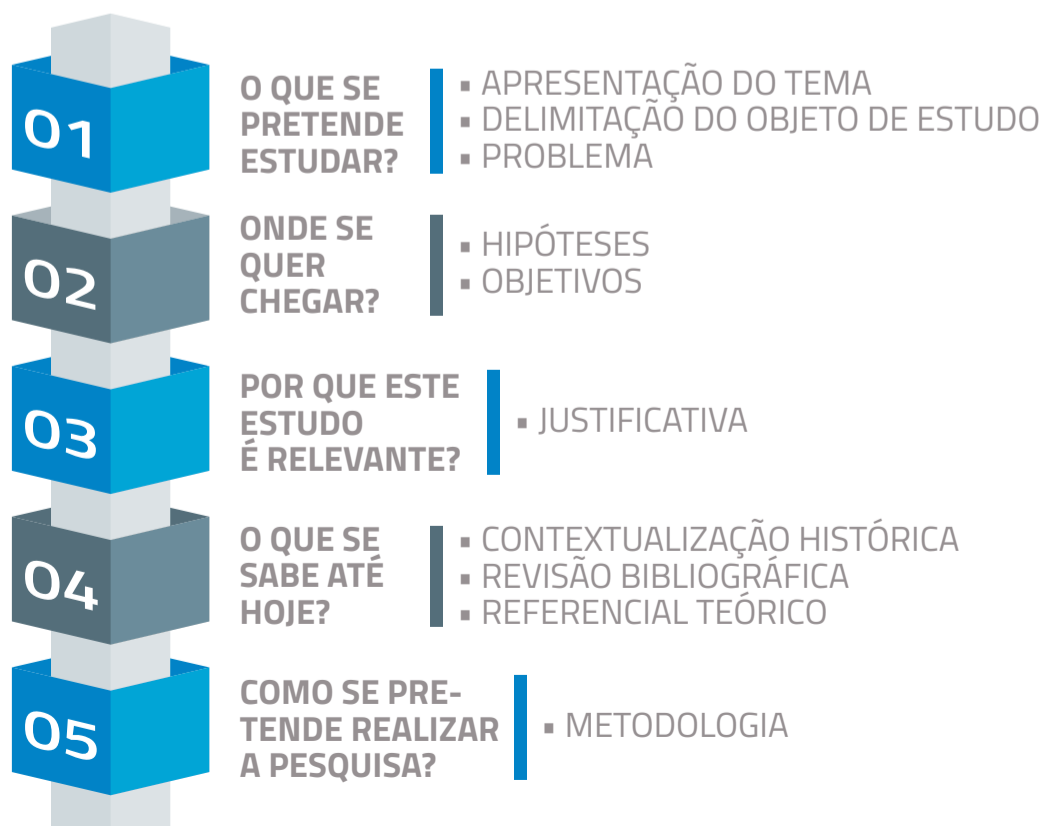 01
O QUE SE
PRETENDE
ESTUDAR?
▪ APRESENTAÇÃO DO TEMA
▪ DELIMITAÇÃO DO OBJETO DE ESTUDO
▪ PROBLEMA
02
ONDE SE
QUER
CHEGAR?
▪ HIPÓTESES
▪ OBJETIVOS
03
POR QUE ESTE
ESTUDO
É RELEVANTE?
▪ JUSTIFICATIVA
04
O QUE SE
SABE ATÉ
HOJE?
▪ CONTEXTUALIZAÇÃO HISTÓRICA
▪ REVISÃO BIBLIOGRÁFICA
▪ REFERENCIAL TEÓRICO
05
COMO SE PRE-
TENDE REALIZAR
A PESQUISA?
▪ METODOLOGIA